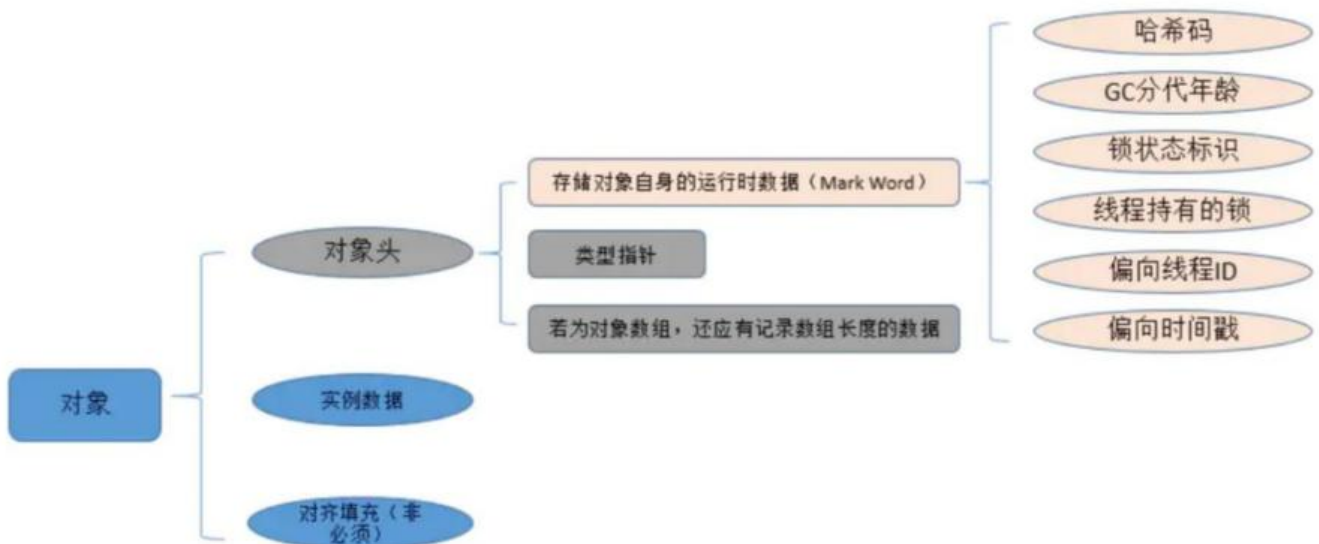 对象
对象头
存储对象自身的运行时数据（Mark Word）
哈希码
GC分代年龄
锁状态标识
线程持有的锁
偏向线程ID
偏向时间戳
类型指针
若为对象数组，还应有记录数组长度的数据
实例数据
对齐填充（非
必须）